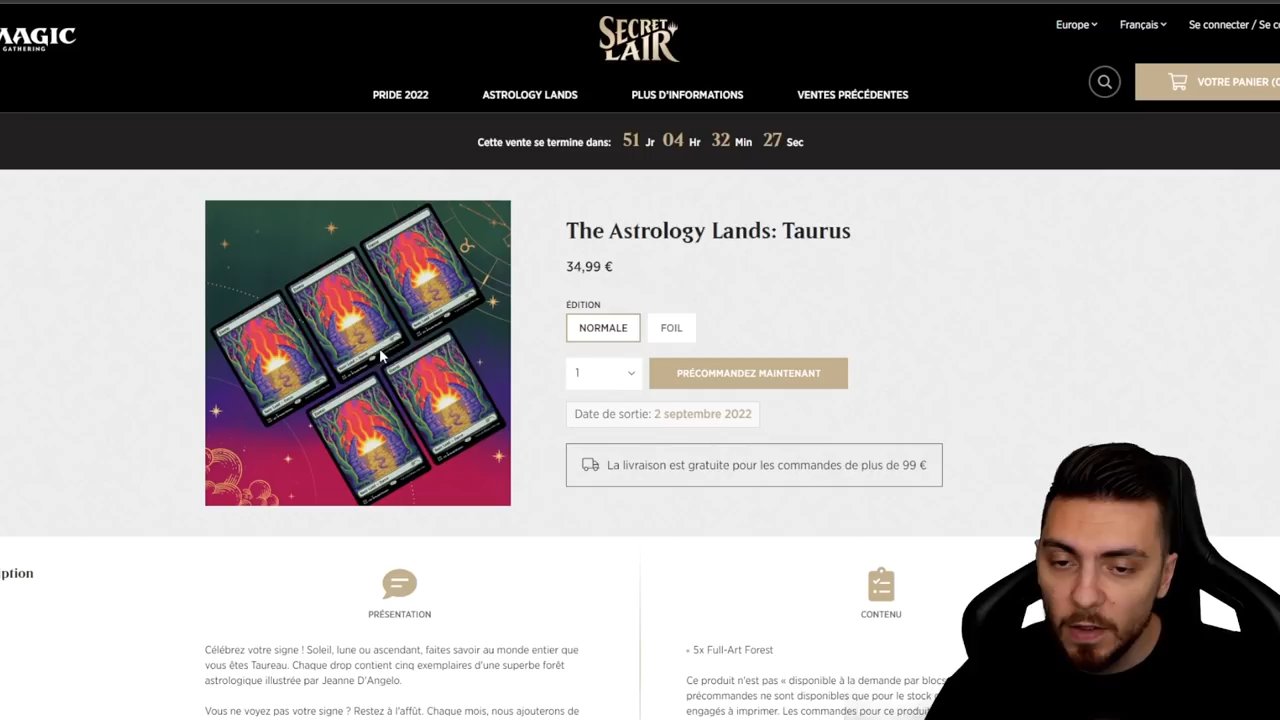 MAGIC
GATHERING
SECRET
LAIR
Europe
Français
Se connecter / Se c
VOTRE PANIER (
PRIDE 2022
ASTROLOGY LANDS
PLUS D'INFORMATIONS
VENTES PRÉCÉDENTES
Cette vente se termine dans: 51 Jr 04 Hr 32 Min 27 Sec
The Astrology Lands: Taurus
34,99 €
ÉDITION
NORMALE
FOIL
1
PRÉCOMMANDEZ MAINTENANT
Date de sortie: 2 septembre 2022
La livraison est gratuite pour les commandes de plus de 99 €
iption
PRÉSENTATION
CONTENU
Célébrez votre signe ! Soleil, lune ou ascendant, faites savoir au monde entier que
vous êtes Taureau. Chaque drop contient cinq exemplaires d'une superbe forêt
astrologique illustrée par Jeanne D'Angelo.
Vous ne voyez pas votre signe ? Restez à l'affût. Chaque mois, nous ajouterons de
» 5x Full-Art Forest
Ce produit n'est pas « disponible à la demande par blocs
précommandes ne sont disponibles que pour le stock
engagés à imprimer. Les commandes pour ce produi